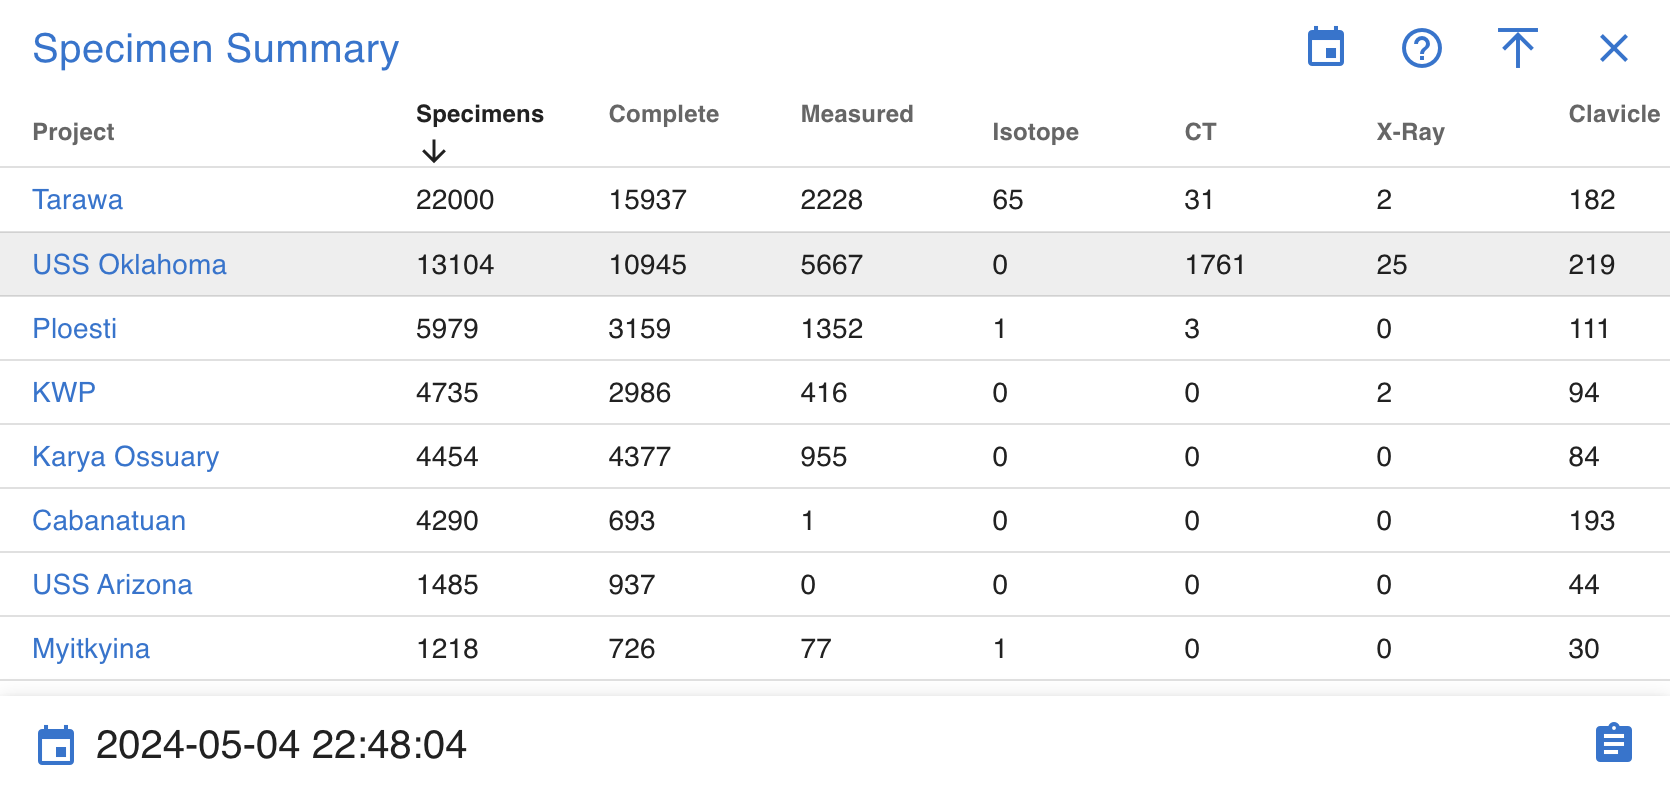 Specimen Summary
Project Specimens Complete Measured Isotope CT X-Ray Clavicle
Tarawa 22000 15937 2228 65 31 2 182
USS Oklahoma 13104 10945 5667 0 1761 25 219
Ploesti 5979 3159 1352 1 3 0 111
KWP 4735 2986 416 0 0 2 94
Karya Ossuary 4454 4377 955 0 0 0 84
Cabanatuan 4290 693 1 0 0 0 193
USS Arizona 1485 937 0 0 0 0 44
Myitkyina 1218 726 77 1 0 0 30
2024-05-04 22:48:04